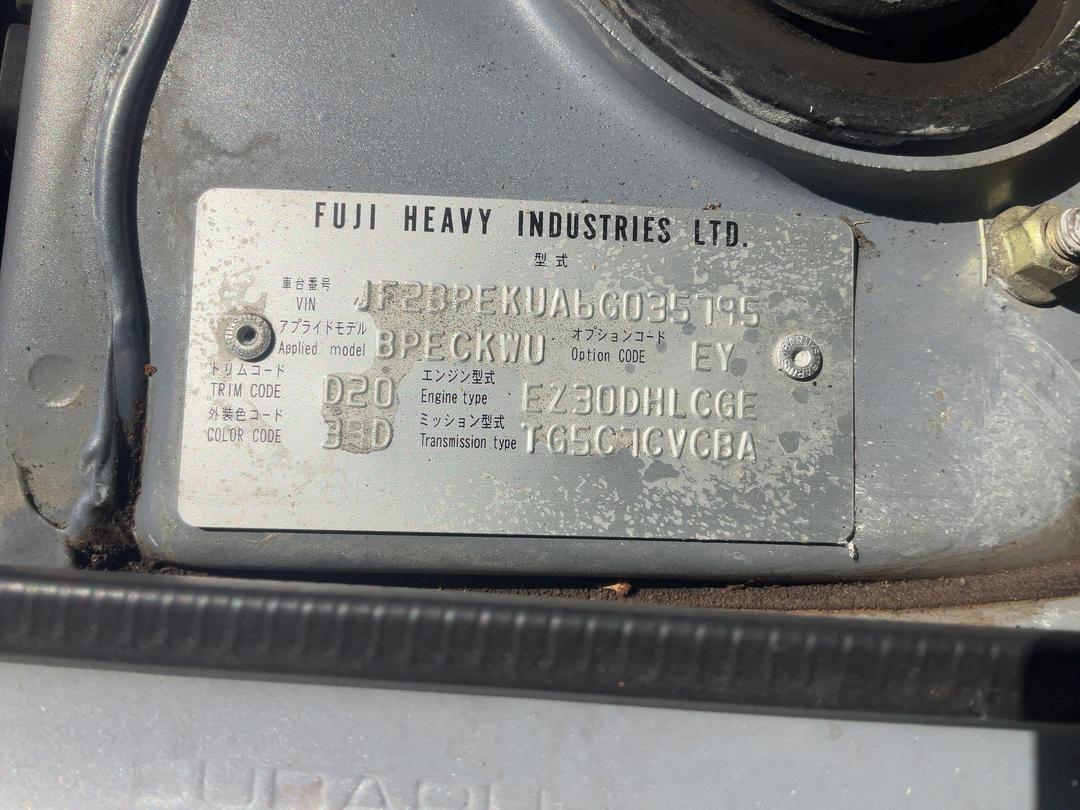 FUJI HEAVY INDUSTRIES LTD.
型式
車台番号
VIN JF2BPEKUA6G035795
アプライドモデル オプションコード
Applied model BPECKWU Option CODE EY
トリムコード エンジン型式
TRIM CODE D20 Engine type EZ30DHLCGE
外装色コード ミッション型式
COLOR CODE 39D Transmission type TG5C7CVCBA
SUBARU